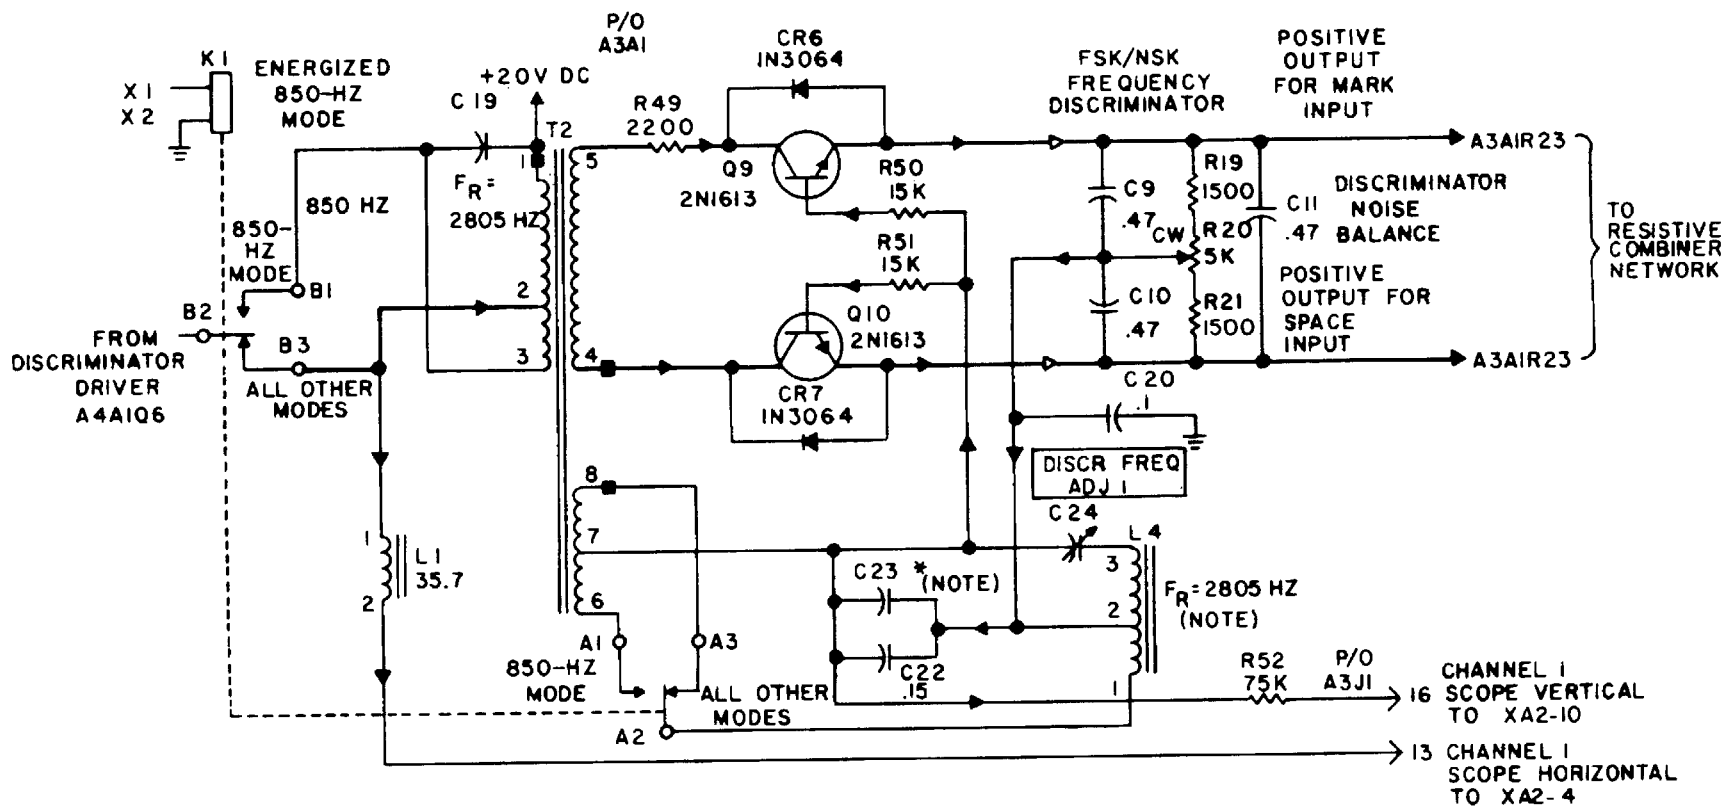 P/O
A3A1
K1
X1
X2
ENERGIZED
850-HZ
MODE
+20V DC
C19
T2
R49
2200
CR6
1N3064
Q9
2N1613
R50
15K
R51
15K
Q10
2N1613
CR7
1N3064
FSK/NSK
FREQUENCY
DISCRIMINATOR
POSITIVE
OUTPUT
FOR MARK
INPUT
A3A1R23
R19
1500
C9
.47
CW
R20
5K
C11
.47
DISCRIMINATOR
NOISE
BALANCE
C10
.47
R21
1500
POSITIVE
OUTPUT FOR
SPACE
INPUT
A3A1R23
TO
RESISTIVE
COMBINER
NETWORK
1
FR=
2805 HZ
2
3
5
4
850 HZ
850-
HZ
MODE
B1
B2
B3
FROM
DISCRIMINATOR
DRIVER
A4A1Q6
ALL OTHER
MODES
C20
.1
DISCR FREQ
ADJ 1
C24
L4
3
2
1
FR=2805 HZ
(NOTE)
8
7
6
C23 *(NOTE)
C22
.15
1
L1
35.7
2
A1
A3
850-HZ
MODE
ALL OTHER
MODES
A2
R52
75K
P/O
A3J1
16 CHANNEL 1
SCOPE VERTICAL
TO XA2-10
13 CHANNEL 1
SCOPE HORIZONTAL
TO XA2-4